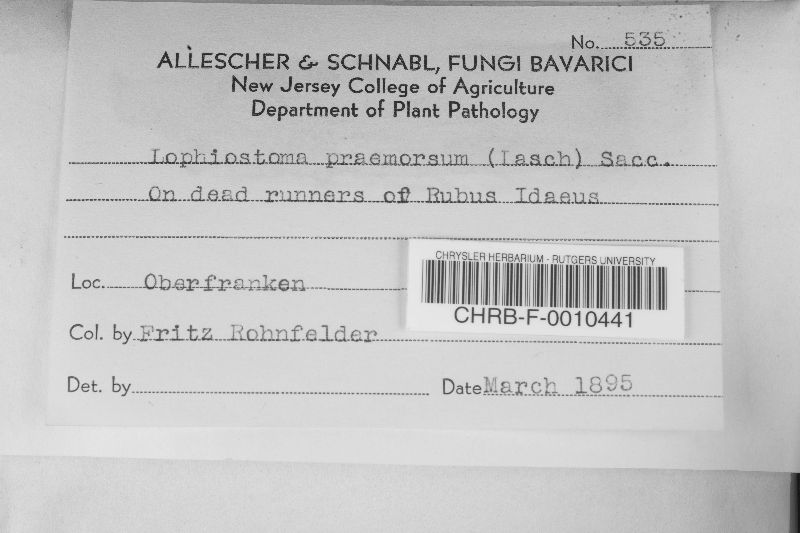 No. 535
ALLESCHER & SCHNABL, FUNGI BAVARICI
New Jersey College of Agriculture
Department of Plant Pathology
Lophiostoma praemorsum (Lasch) Sacc.
On dead runners of Rubus Idaeus
CHRYSLER HERBARIUM - RUTGERS UNIVERSITY
CHRB-F-0010441
Loc. Oberfranken
Col. by Fritz Rohnfelder
Det. by
Date March 1895